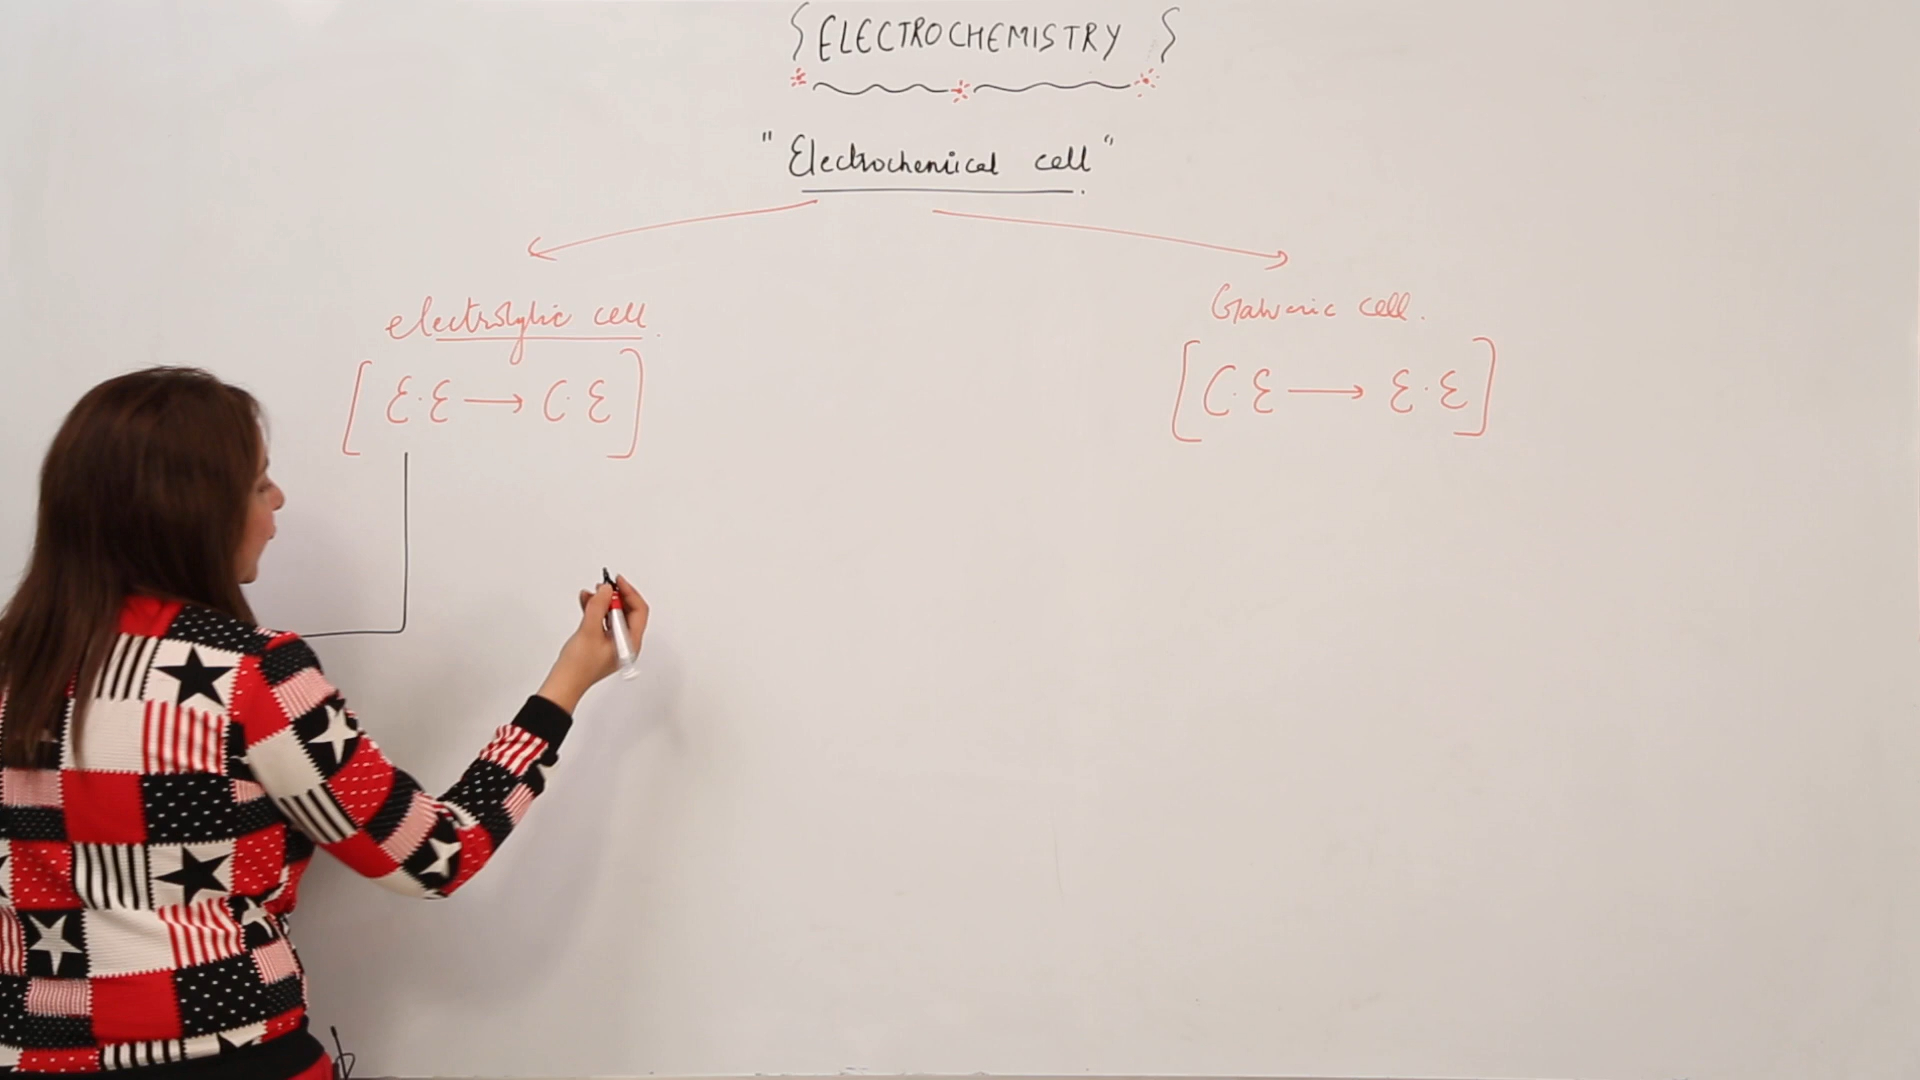 ELECTROCHEMISTRY
"Electrochemical cell"
electrolytic cell.
[E.E → C.E]
Galvanic cell.
[C.E → E.E]